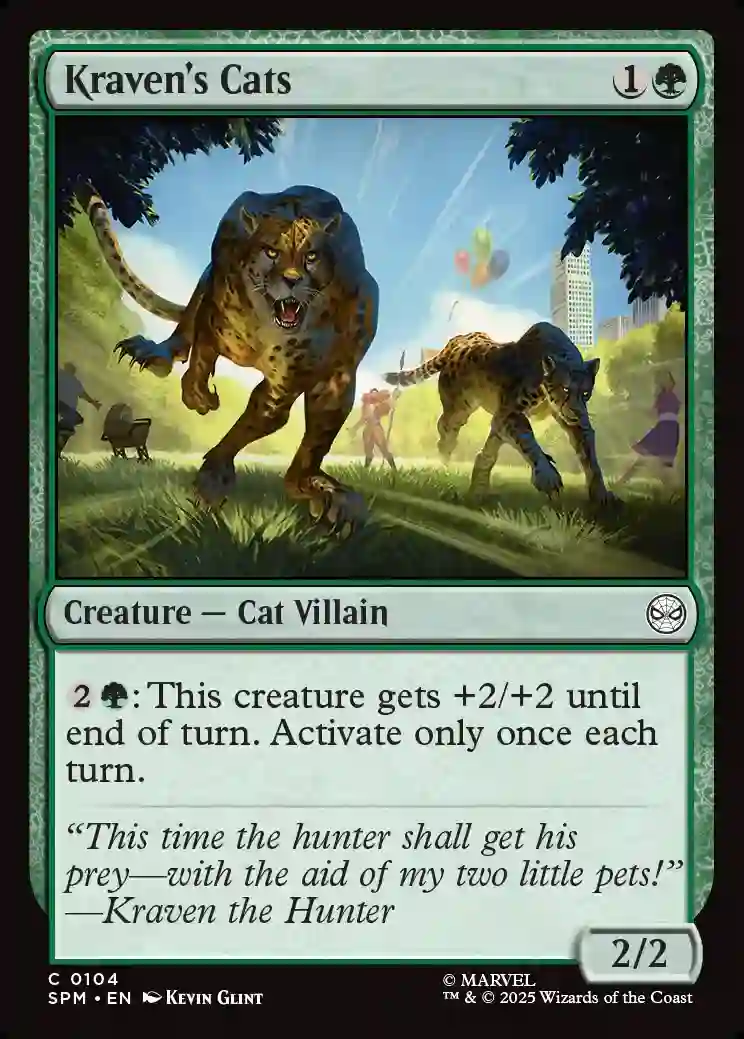 Kraven's Cats 1
Creature — Cat Villain
2 : This creature gets +2/+2 until
end of turn. Activate only once each
turn.
“This time the hunter shall get his
prey—with the aid of my two little pets!”
—Kraven the Hunter
2/2
C 0104
SPM • EN Kevin Glint
© MARVEL
™ & © 2025 Wizards of the Coast